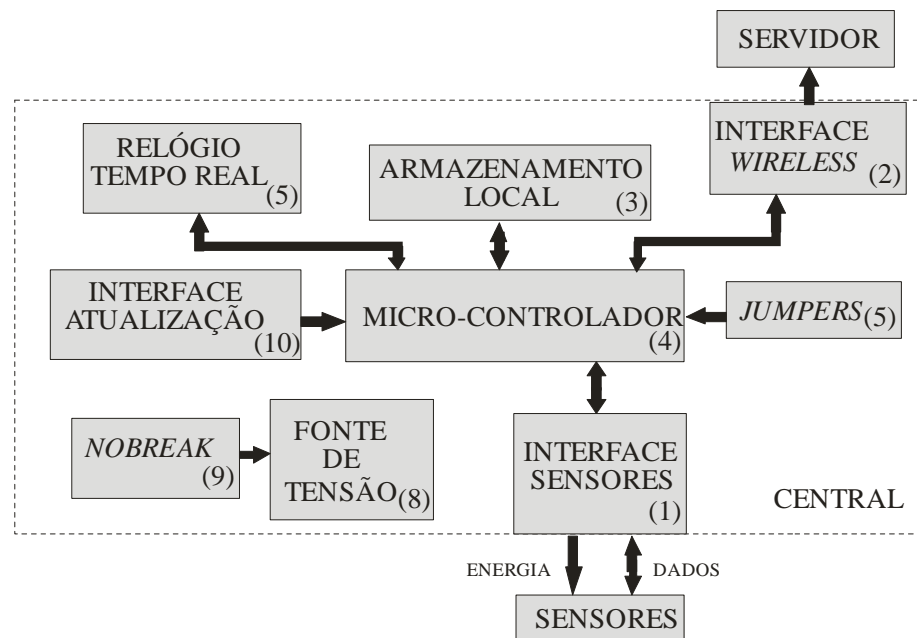 SERVIDOR
INTERFACE
WIRELESS
(2)
RELÓGIO
TEMPO REAL
(5)
ARMAZENAMENTO
LOCAL
(3)
INTERFACE
ATUALIZAÇÃO
(10)
MICRO-CONTROLADOR
(4)
JUMPERS (5)
NOBREAK
(9)
FONTE
DE
TENSÃO (8)
INTERFACE
SENSORES
(1)
CENTRAL
ENERGIA
DADOS
SENSORES